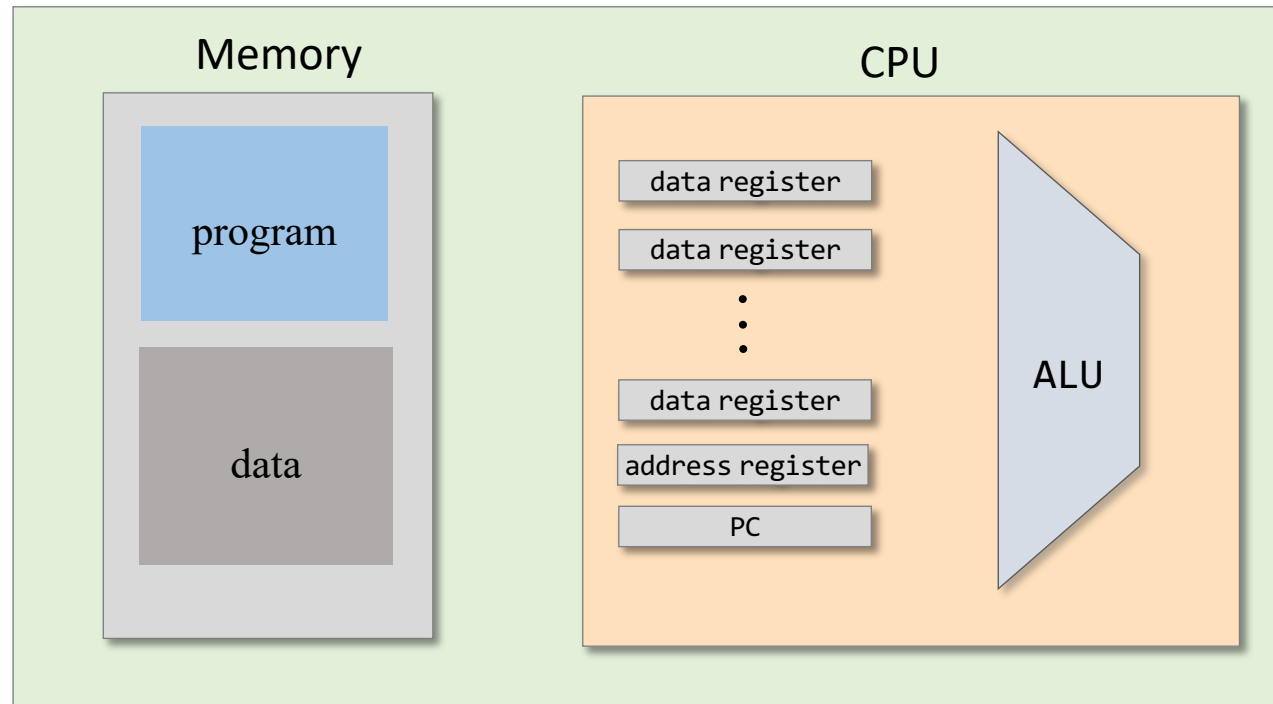 Memory
CPU
program
data
data register
data register
data register
address register
PC
ALU